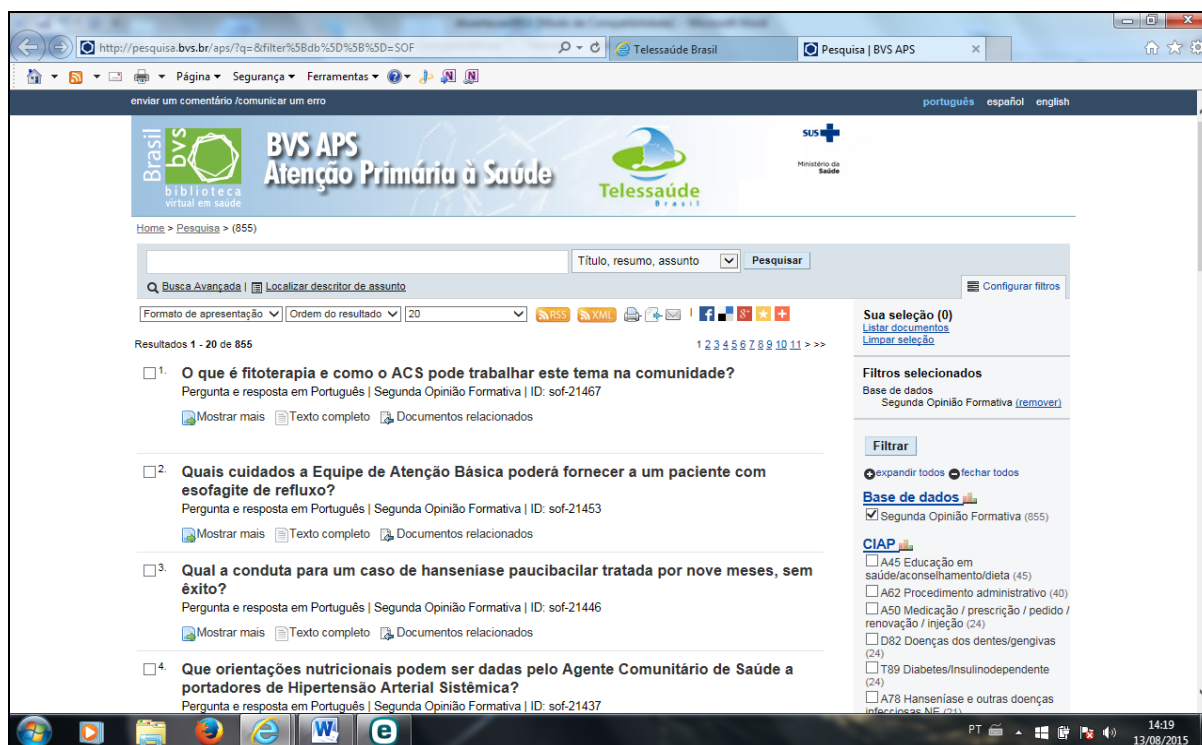 http://pesquisa.bvs.br/aps/?q=&filter%5Bdb%5D%5B%5D=SOF
Telessaúde Brasil
Pesquisa | BVS APS
Página
Segurança
Ferramentas
enviar um comentário /comunicar um erro
português español english
Brasil
bvs
biblioteca
virtual em saúde
BVS APS
Atenção Primária à Saúde
Telessaúde
Brasil
SUS
Ministério da
Saúde
Home > Pesquisa > (855)
Título, resumo, assunto
Pesquisar
Busca Avançada | Localizar descritor de assunto
Configurar filtros
Formato de apresentação
Ordem do resultado
20
RSS
XML
Resultados 1 - 20 de 855
1 2 3 4 5 6 7 8 9 10 11 > >>
1. O que é fitoterapia e como o ACS pode trabalhar este tema na comunidade?
Pergunta e resposta em Português | Segunda Opinião Formativa | ID: sof-21467
Mostrar mais Texto completo Documentos relacionados
2. Quais cuidados a Equipe de Atenção Básica poderá fornecer a um paciente com
esofagite de refluxo?
Pergunta e resposta em Português | Segunda Opinião Formativa | ID: sof-21453
Mostrar mais Texto completo Documentos relacionados
3. Qual a conduta para um caso de hanseníase paucibacilar tratada por nove meses, sem
êxito?
Pergunta e resposta em Português | Segunda Opinião Formativa | ID: sof-21446
Mostrar mais Texto completo Documentos relacionados
4. Que orientações nutricionais podem ser dadas pelo Agente Comunitário de Saúde a
portadores de Hipertensão Arterial Sistêmica?
Pergunta e resposta em Português | Segunda Opinião Formativa | ID: sof-21437
Sua seleção (0)
Listar documentos
Limpar seleção
Filtros selecionados
Base de dados
Segunda Opinião Formativa (remover)
Filtrar
expandir todos fechar todos
Base de dados
Segunda Opinião Formativa (855)
CIAP
A45 Educação em
saúde/aconselhamento/dieta (45)
A62 Procedimento administrativo (40)
A50 Medicação / prescrição / pedido /
renovação / injeção (24)
D82 Doenças dos dentes/gengivas
(24)
T89 Diabetes/Insulinodependente
(24)
A78 Hanseníase e outras doenças
infecciosas NE (21)
PT
14:19
13/08/2015